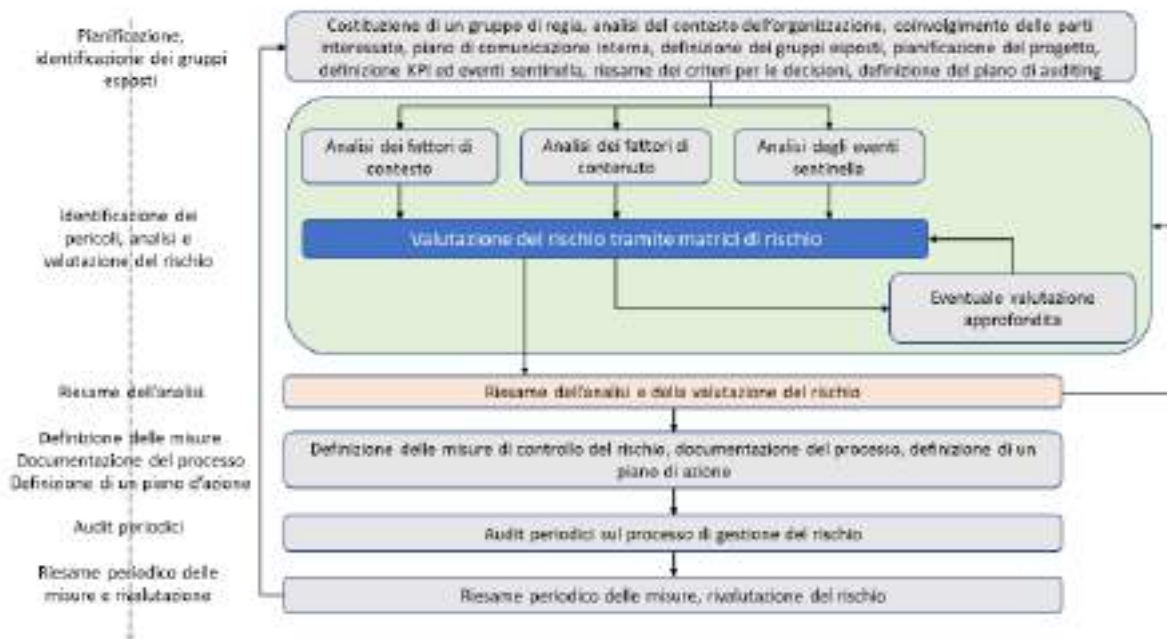 Pianificazione,
identificazione dei gruppi
esposti
Costituzione di un gruppo di regia, analisi del contesto dell'organizzazione, coinvolgimento delle parti
interessate, piano di comunicazione interna, definizione dei gruppi esposti, pianificazione del progetto,
definizione KPI ed eventi sentinella, riesame dei criteri per le decisioni, definizione del piano di auditing
Analisi dei fattori di
contesto
Analisi dei fattori di
contenuto
Analisi degli eventi
sentinella
Identificazione dei
pericoli, analisi e
valutazione del rischio
Valutazione del rischio tramite matrici di rischio
Eventuale valutazione
approfondita
Riesame dell'analisi
Riesame dell'analisi e della valutazione del rischio
Definizione delle misure
Documentazione del processo
Definizione di un piano d'azione
Definizione delle misure di controllo del rischio, documentazione del processo, definizione di un
piano di azione
Audit periodici
Audit periodici sul processo di gestione del rischio
Riesame periodico delle
misure e rivalutazione
Riesame periodico delle misure, rivalutazione del rischio